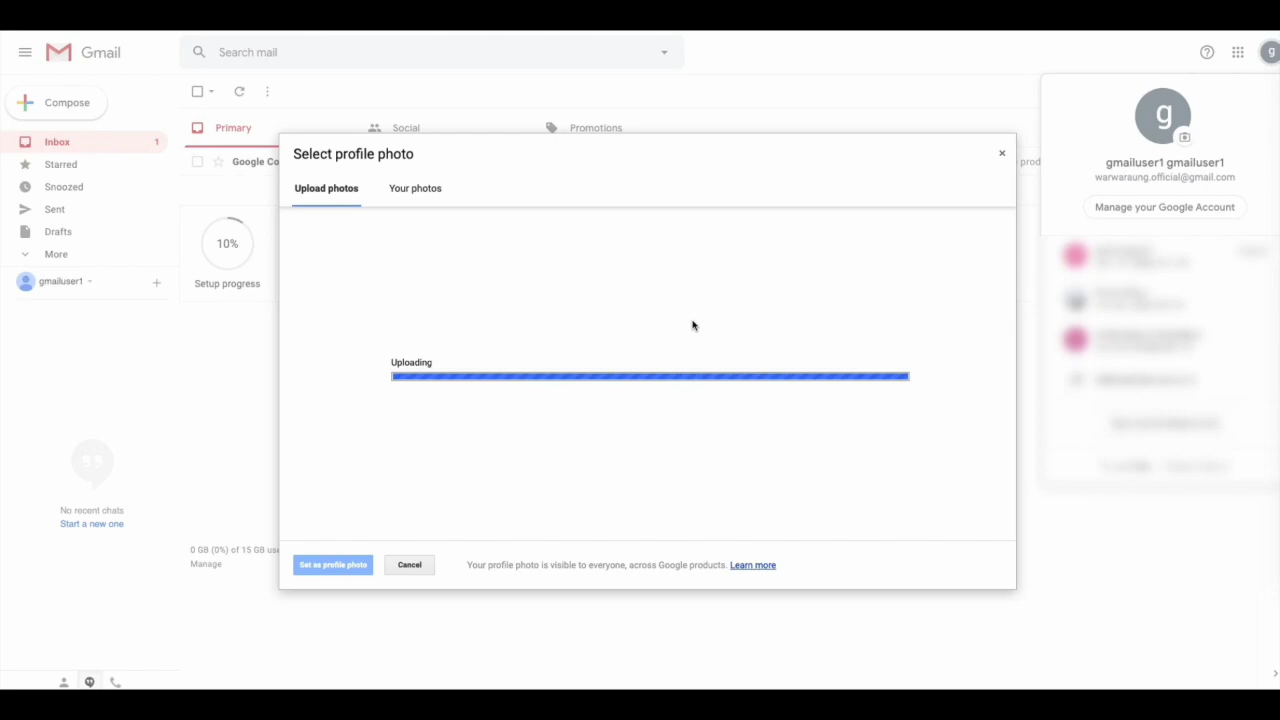 Gmail
Search mail
g
Compose
Primary
Social
Promotions
g
Inbox
1
Google Co
prod
Select profile photo
gmailuser1 gmailuser1
warwaraung.official@gmail.com
Starred
Snoozed
Upload photos
Your photos
Manage your Google Account
Sent
Drafts
10%
More
gmailuser1
Setup progress
Uploading
No recent chats
Start a new one
0 GB (0%) of 15 GB use
Manage
Set as profile photo
Cancel
Your profile photo is visible to everyone, across Google products. Learn more